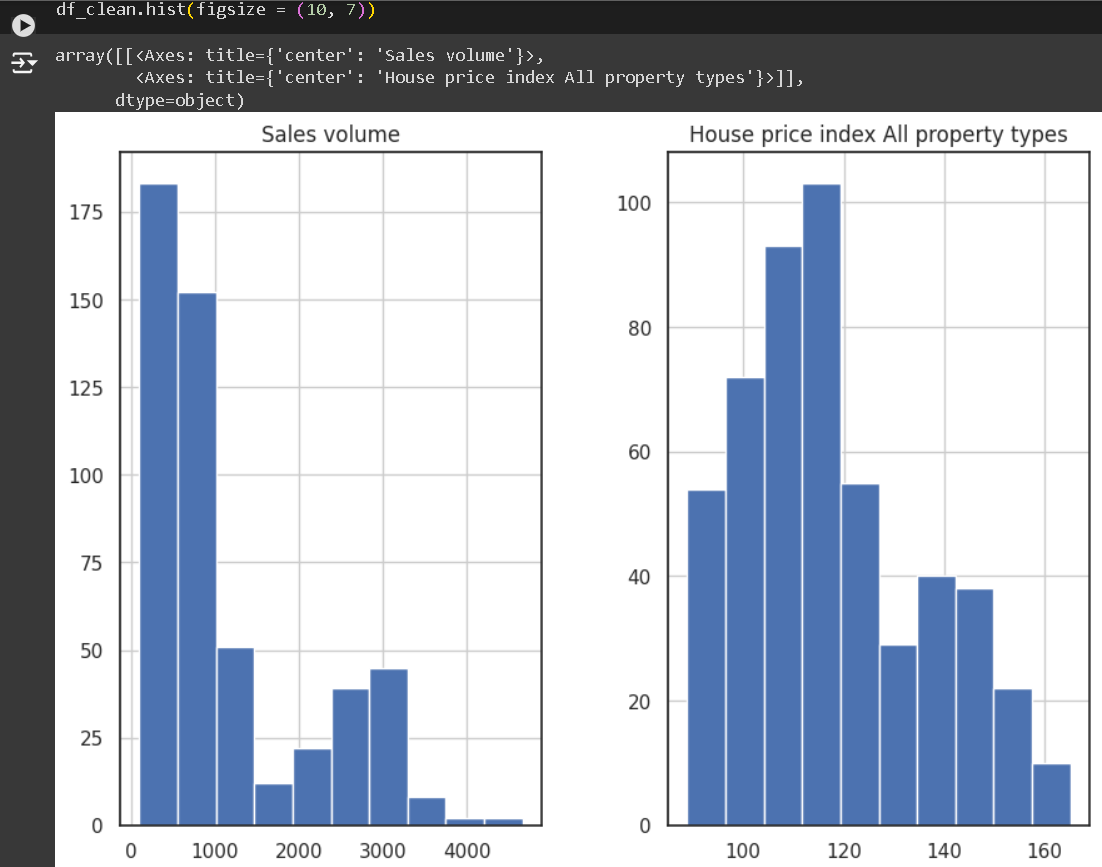 df_clean.hist(figsize = (10, 7))
array([[<Axes: title={'center': 'Sales volume'}>,
<Axes: title={'center': 'House price index All property types'}>]],
dtype=object)
Sales volume
175
150
125
100
75
50
25
0
0 1000 2000 3000 4000
House price index All property types
100
80
60
40
20
0
100 120 140 160